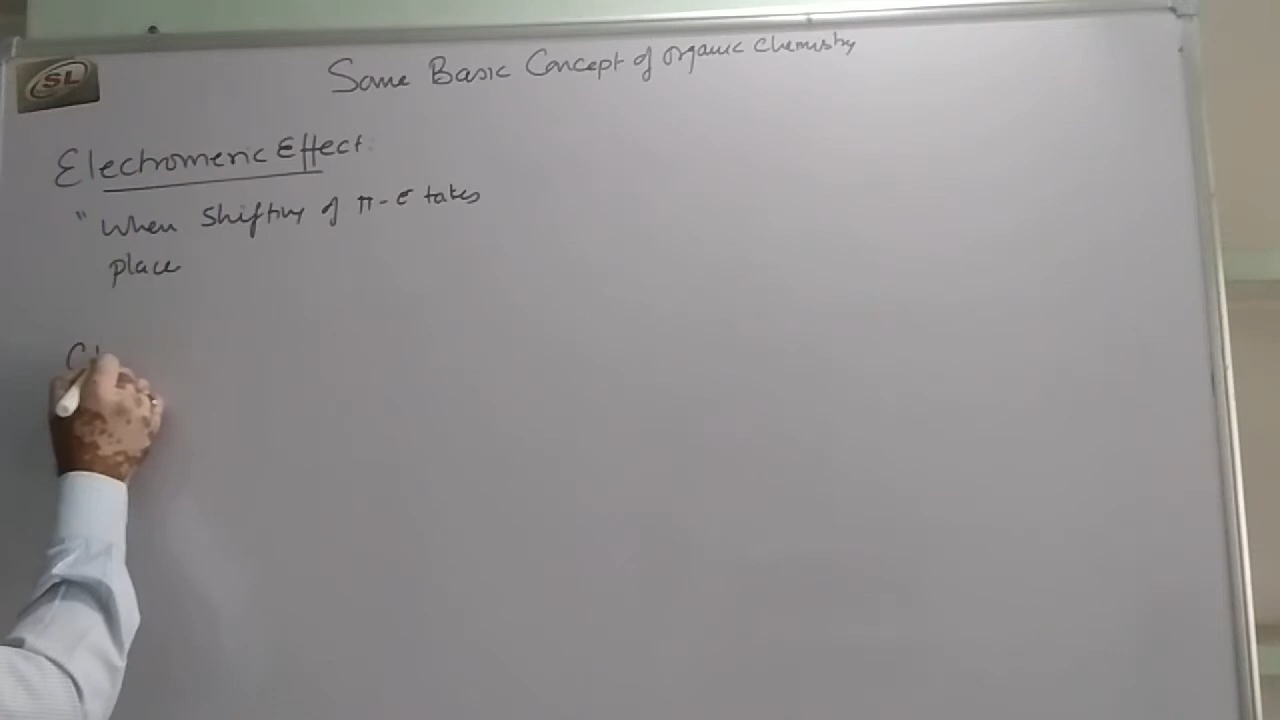 Some Basic Concept of organic chemistry
SL
Electromeric Effect.
" When Shifting of π-e takes
place
C